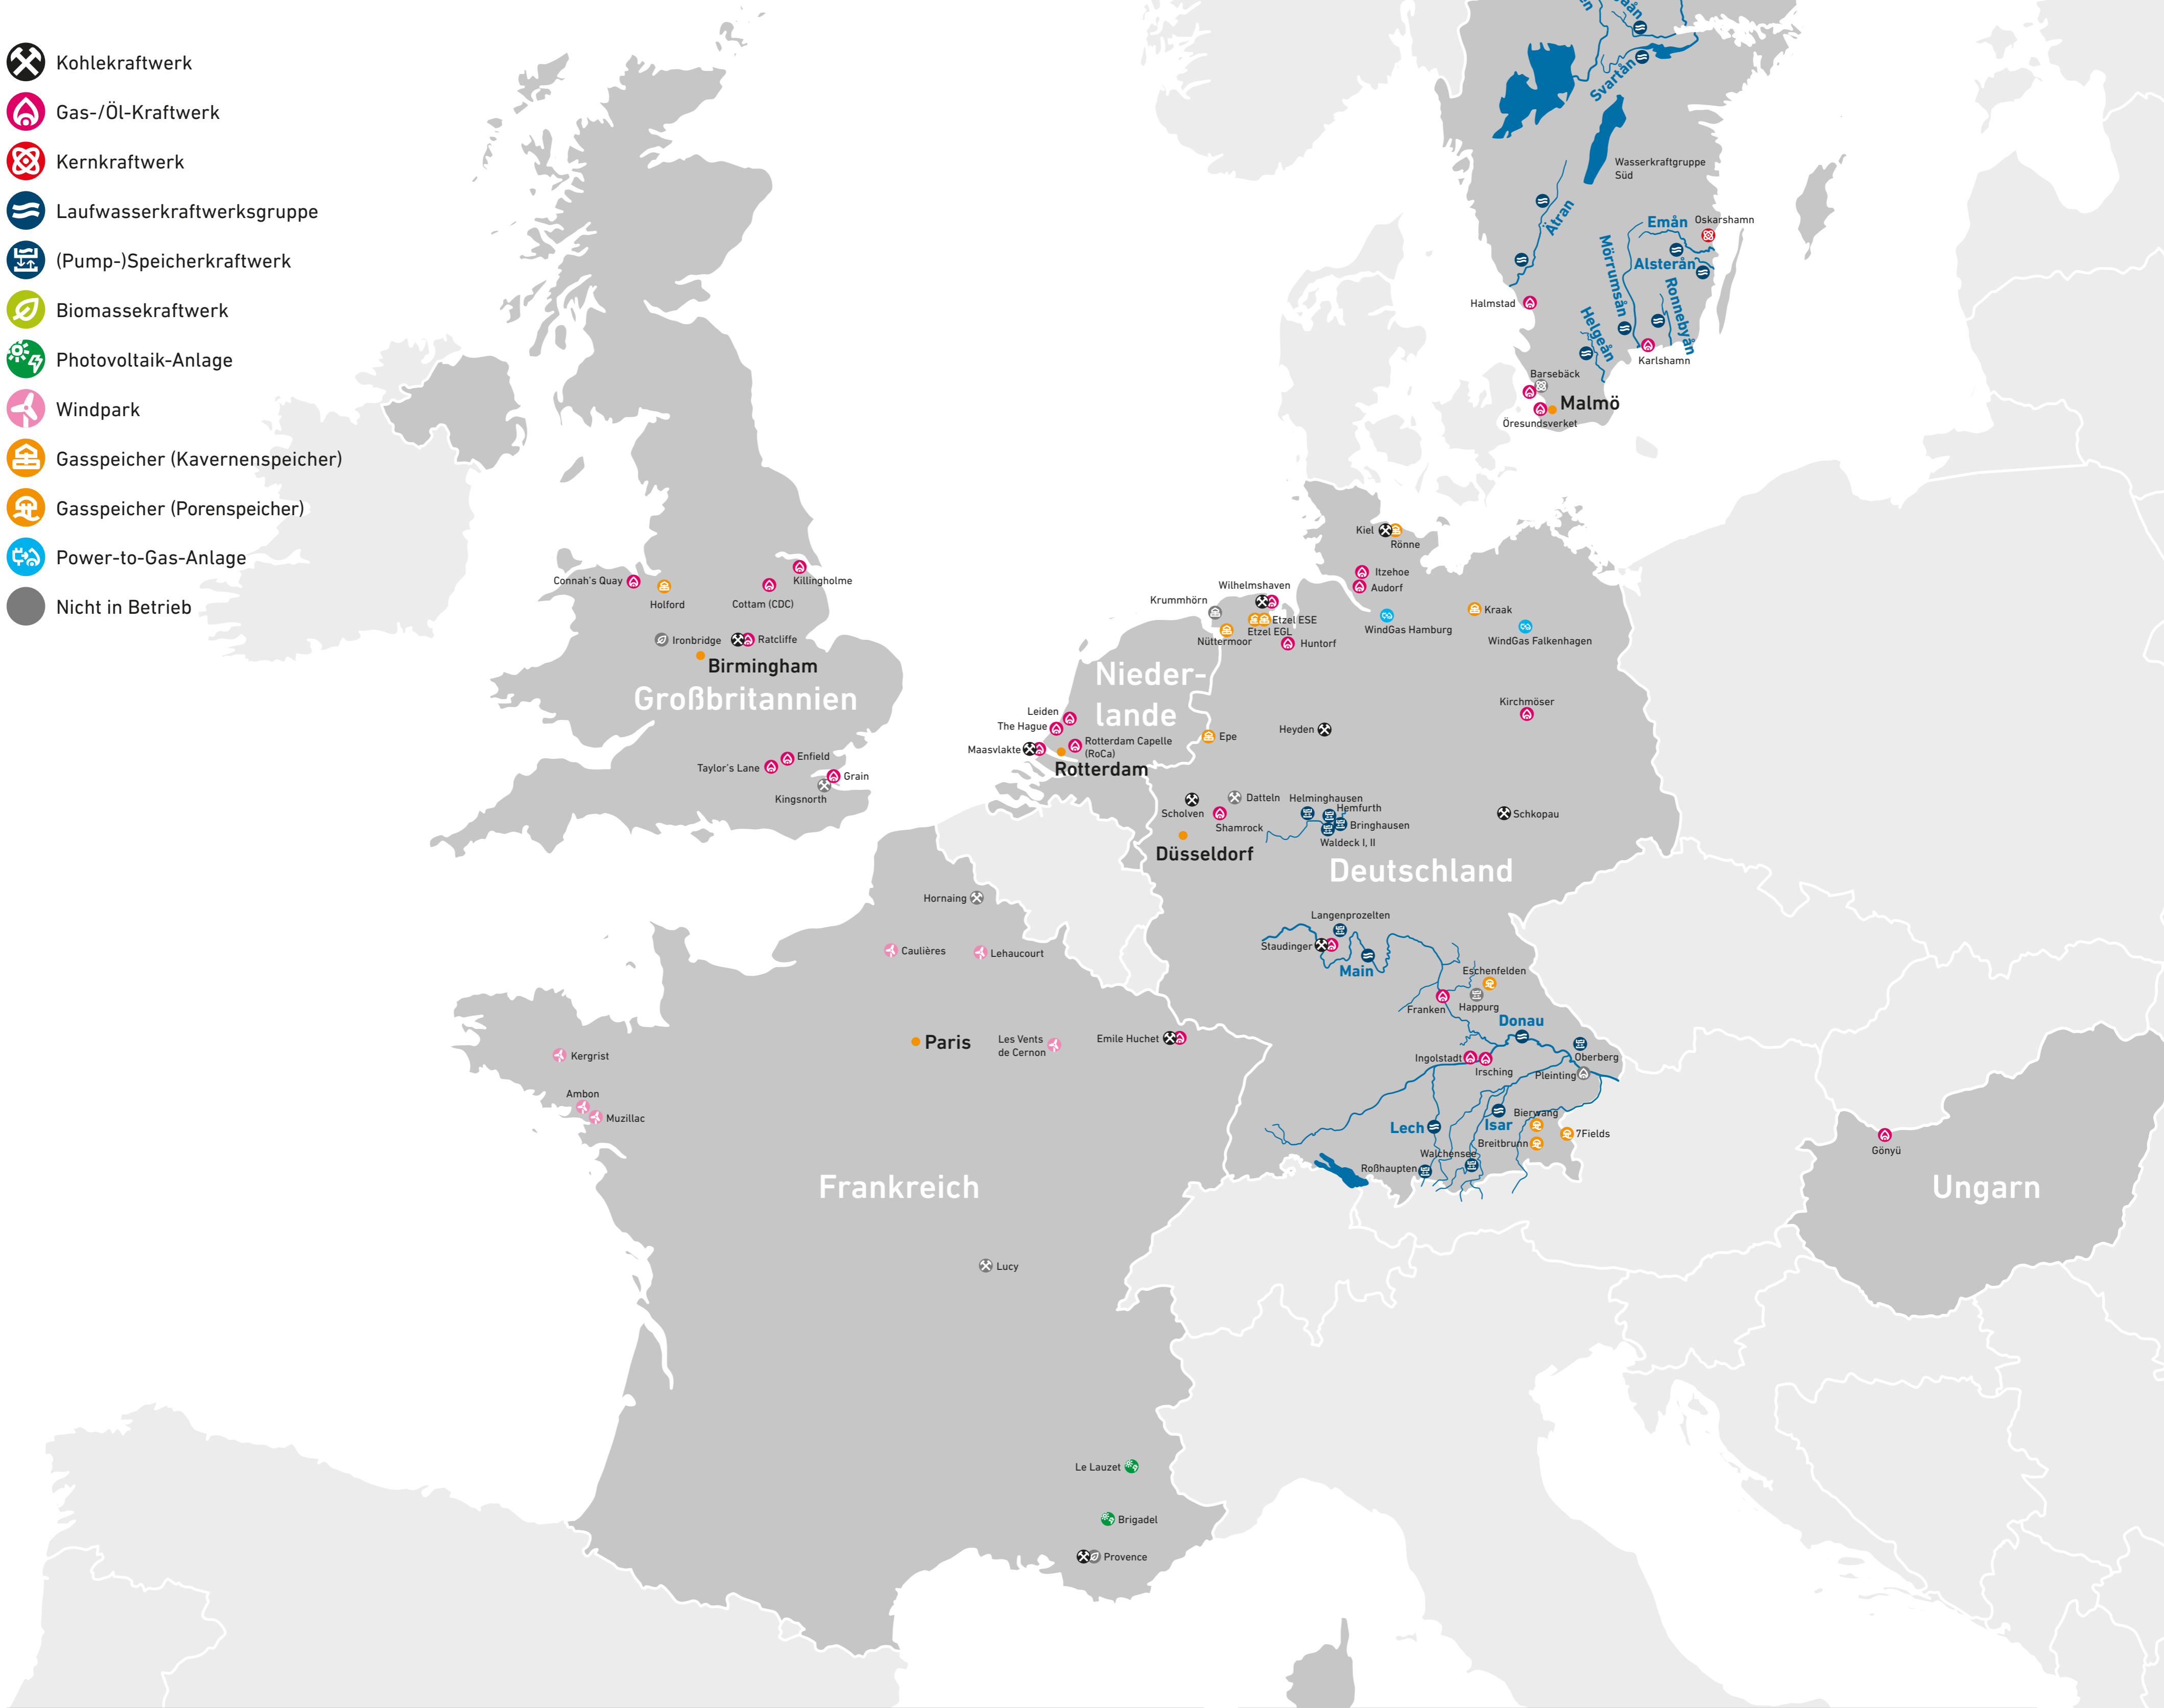 Kohlekraftwerk
Gas-/Öl-Kraftwerk
Kernkraftwerk
Laufwasserkraftwerksgruppe
(Pump-)Speicherkraftwerk
Biomassekraftwerk
Photovoltaik-Anlage
Windpark
Gasspeicher (Kavernenspeicher)
Gasspeicher (Porenspeicher)
Power-to-Gas-Anlage
Nicht in Betrieb
Svartån
Wasserkraftgruppe
Süd
Ätran
Emån
Oskarshamn
Mörrumsån
Alsterån
Ronnebyån
Halmstad
Helgeån
Karlshamn
Barsebäck
Malmö
Öresundsverket
Connah's Quay
Holford
Killingholme
Cottam (CDC)
Ironbridge
Ratcliffe
Birmingham
Großbritannien
Enfield
Taylor's Lane
Grain
Kingsnorth
Nieder-
lande
Leiden
The Hague
Maasvlakte
Rotterdam Capelle
(RoCa)
Rotterdam
Kiel
Rönne
Itzehoe
Audorf
Wilhelmshaven
Krummhörn
Etzel ESE
Etzel EGL
Nüttermoor
Huntorf
WindGas Hamburg
Kraak
WindGas Falkenhagen
Kirchmöser
Epe
Heyden
Datteln
Scholven
Shamrock
Düsseldorf
Helminghausen
Hemfurth
Bringhausen
Waldeck I, II
Schkopau
Deutschland
Langenprozelten
Staudinger
Main
Eschenfelden
Franken
Happurg
Donau
Ingolstadt
Irsching
Oberberg
Pleinting
Lech
Isar
Bierwang
7Fields
Breitbrunn
Walchensee
Roßhaupten
Hornaing
Caulières
Lehaucourt
Paris
Les Vents
de Cernon
Emile Huchet
Kergrist
Ambon
Muzillac
Frankreich
Lucy
Le Lauzet
Brigadel
Provence
Gönyü
Ungarn